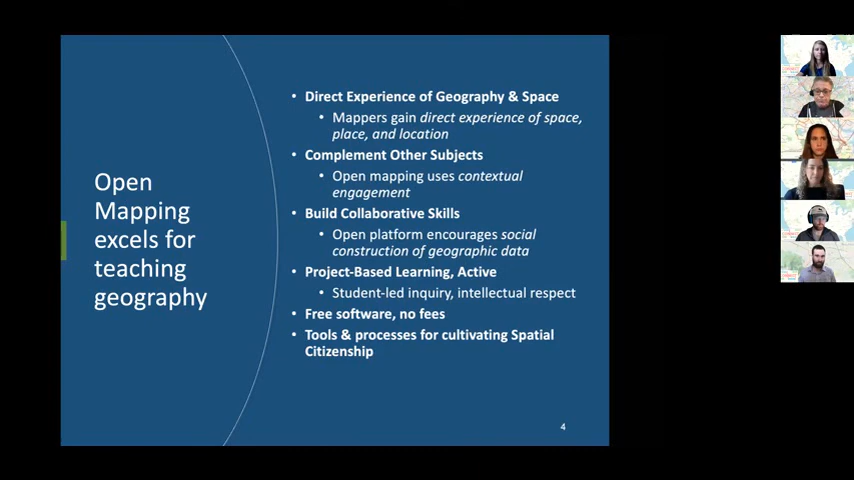 Open
Mapping
excels for
teaching
geography
• Direct Experience of Geography & Space
• Mappers gain direct experience of space,
place, and location
• Complement Other Subjects
• Open mapping uses contextual
engagement
• Build Collaborative Skills
• Open platform encourages social
construction of geographic data
• Project-Based Learning, Active
• Student-led inquiry, intellectual respect
• Free software, no fees
• Tools & processes for cultivating Spatial
Citizenship
4